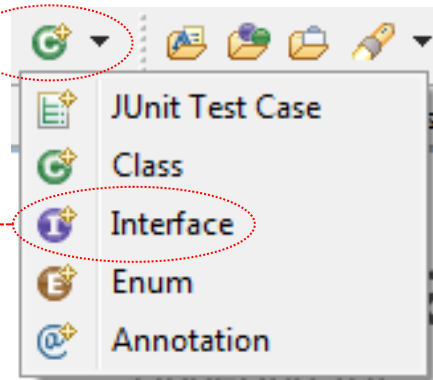 JUnit Test Case
Class
Interface
Enum
Annotation